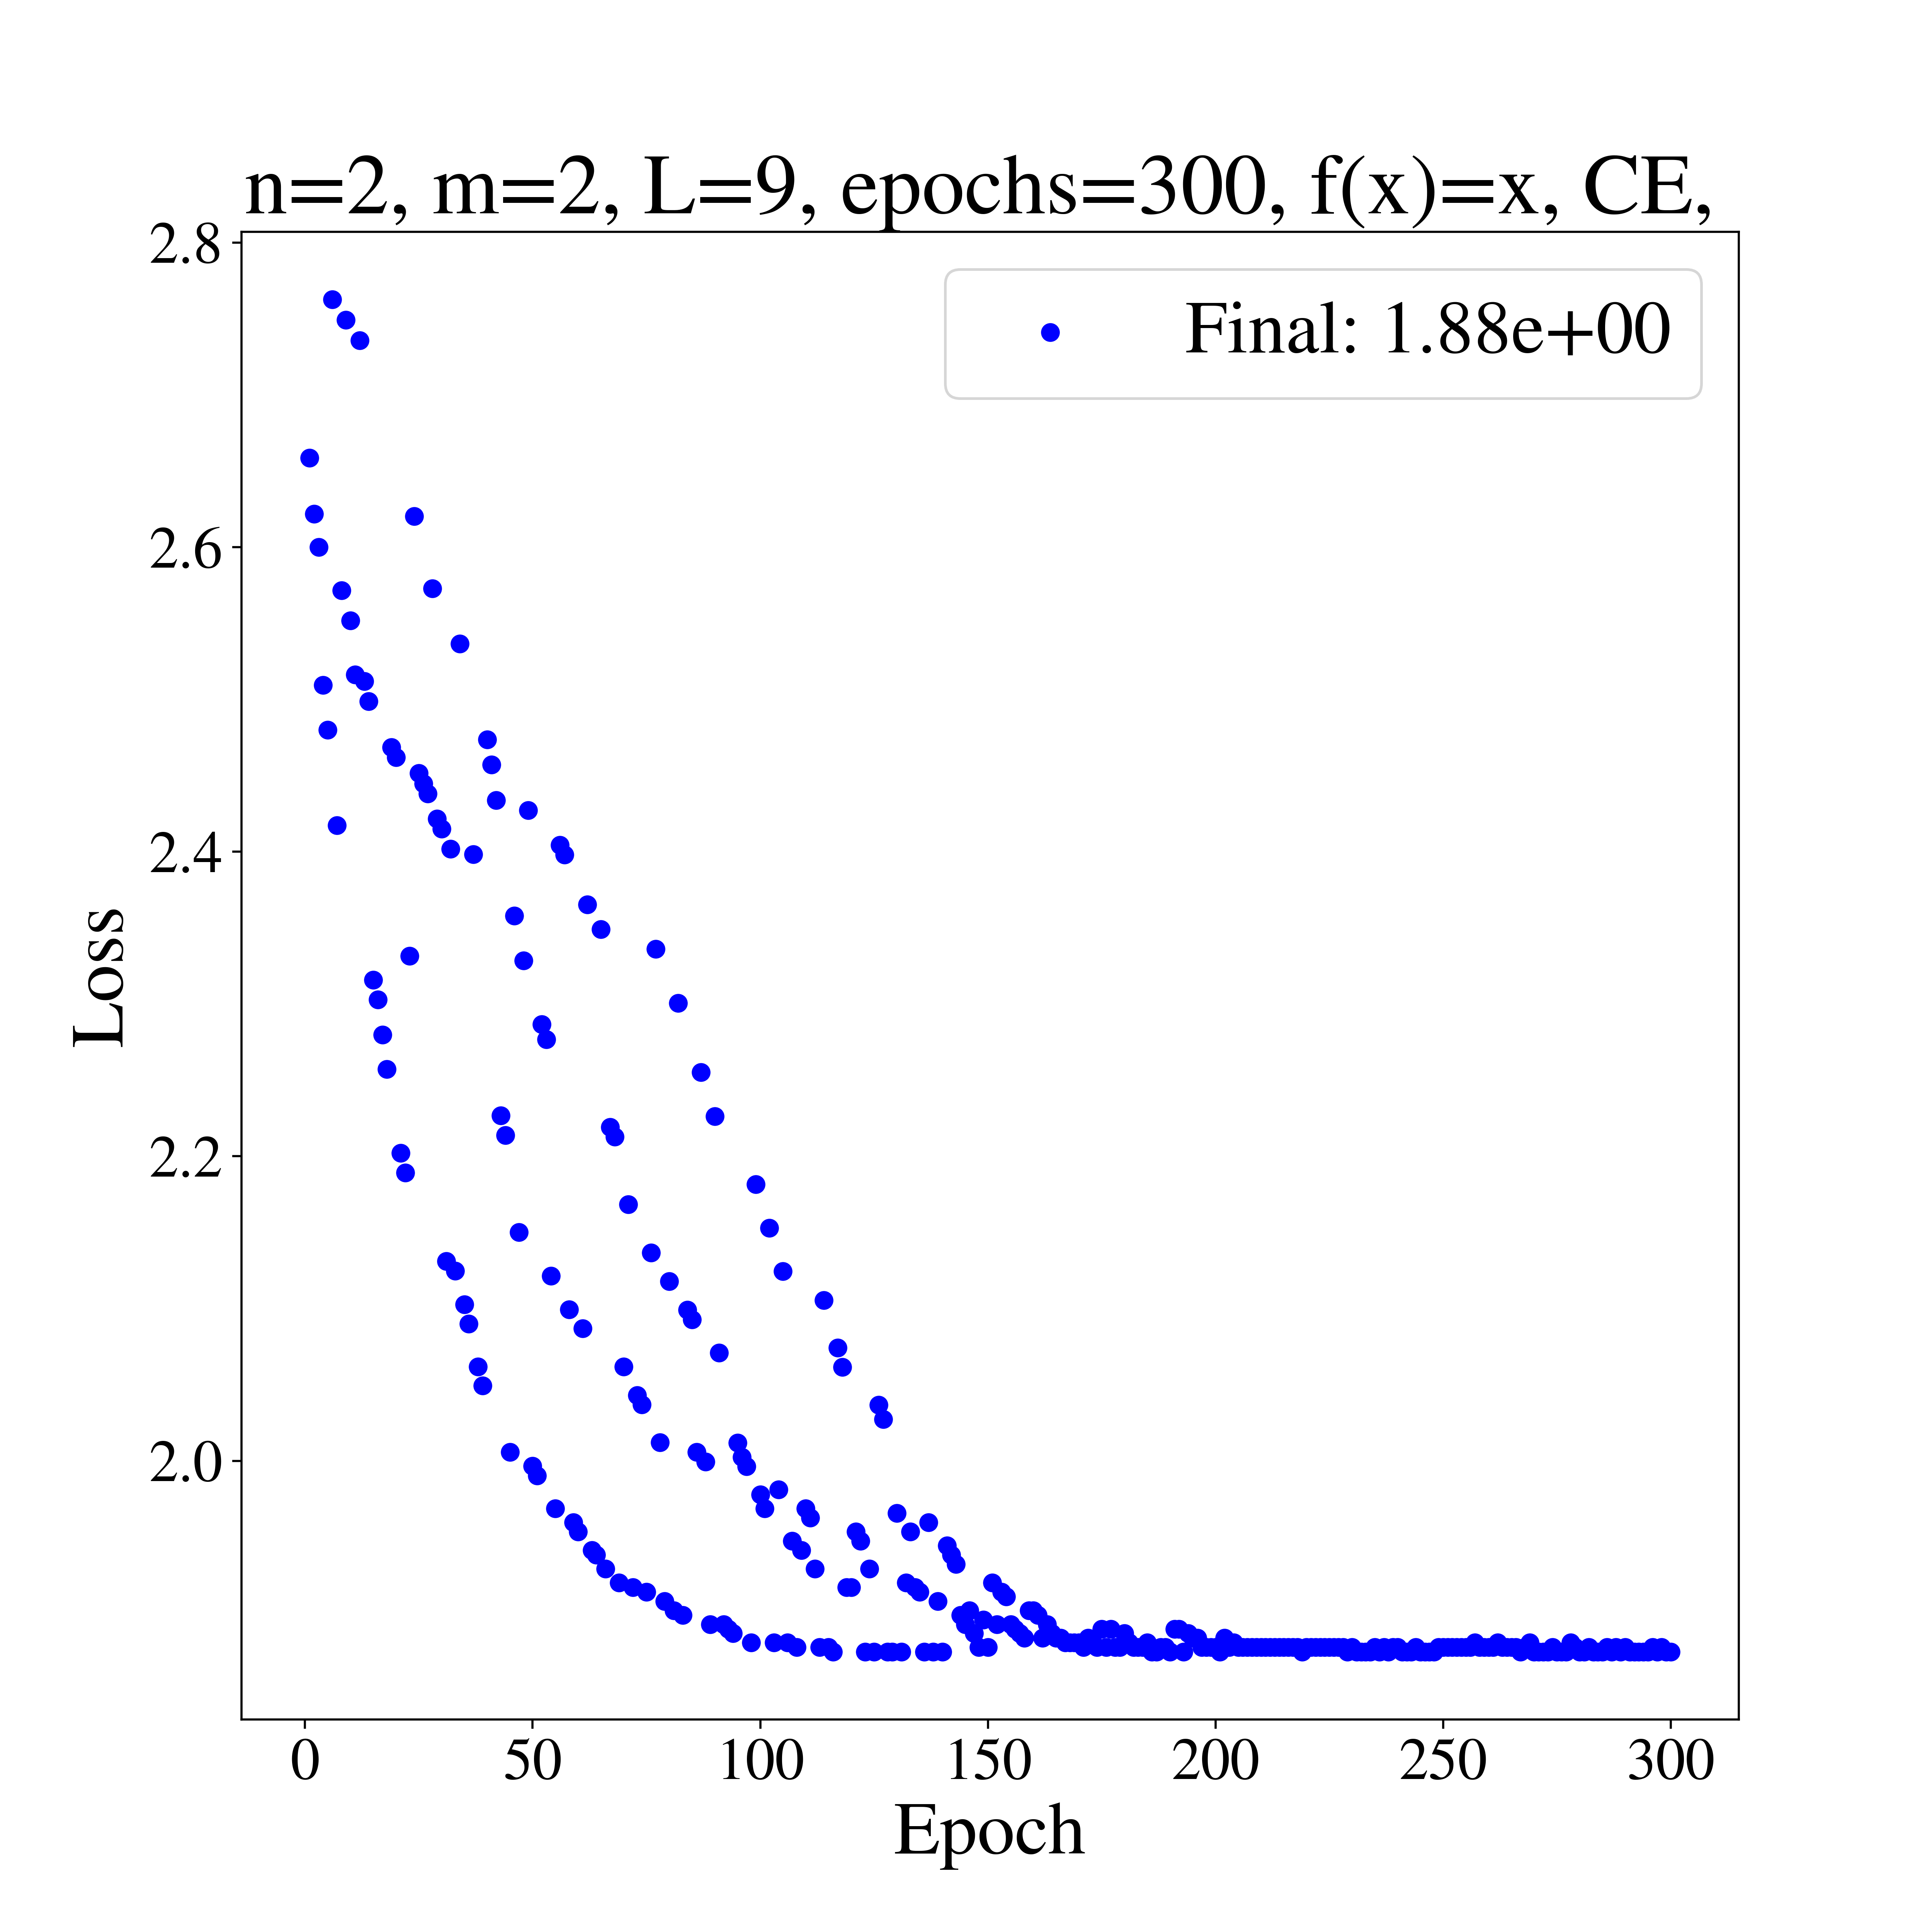 n=2, m=2, L=9, epochs=300, f(x)=x, CE,
Final: 1.88e+00
2.8
2.6
2.4
2.2
2.0
Loss
0 50 100 150 200 250 300
Epoch